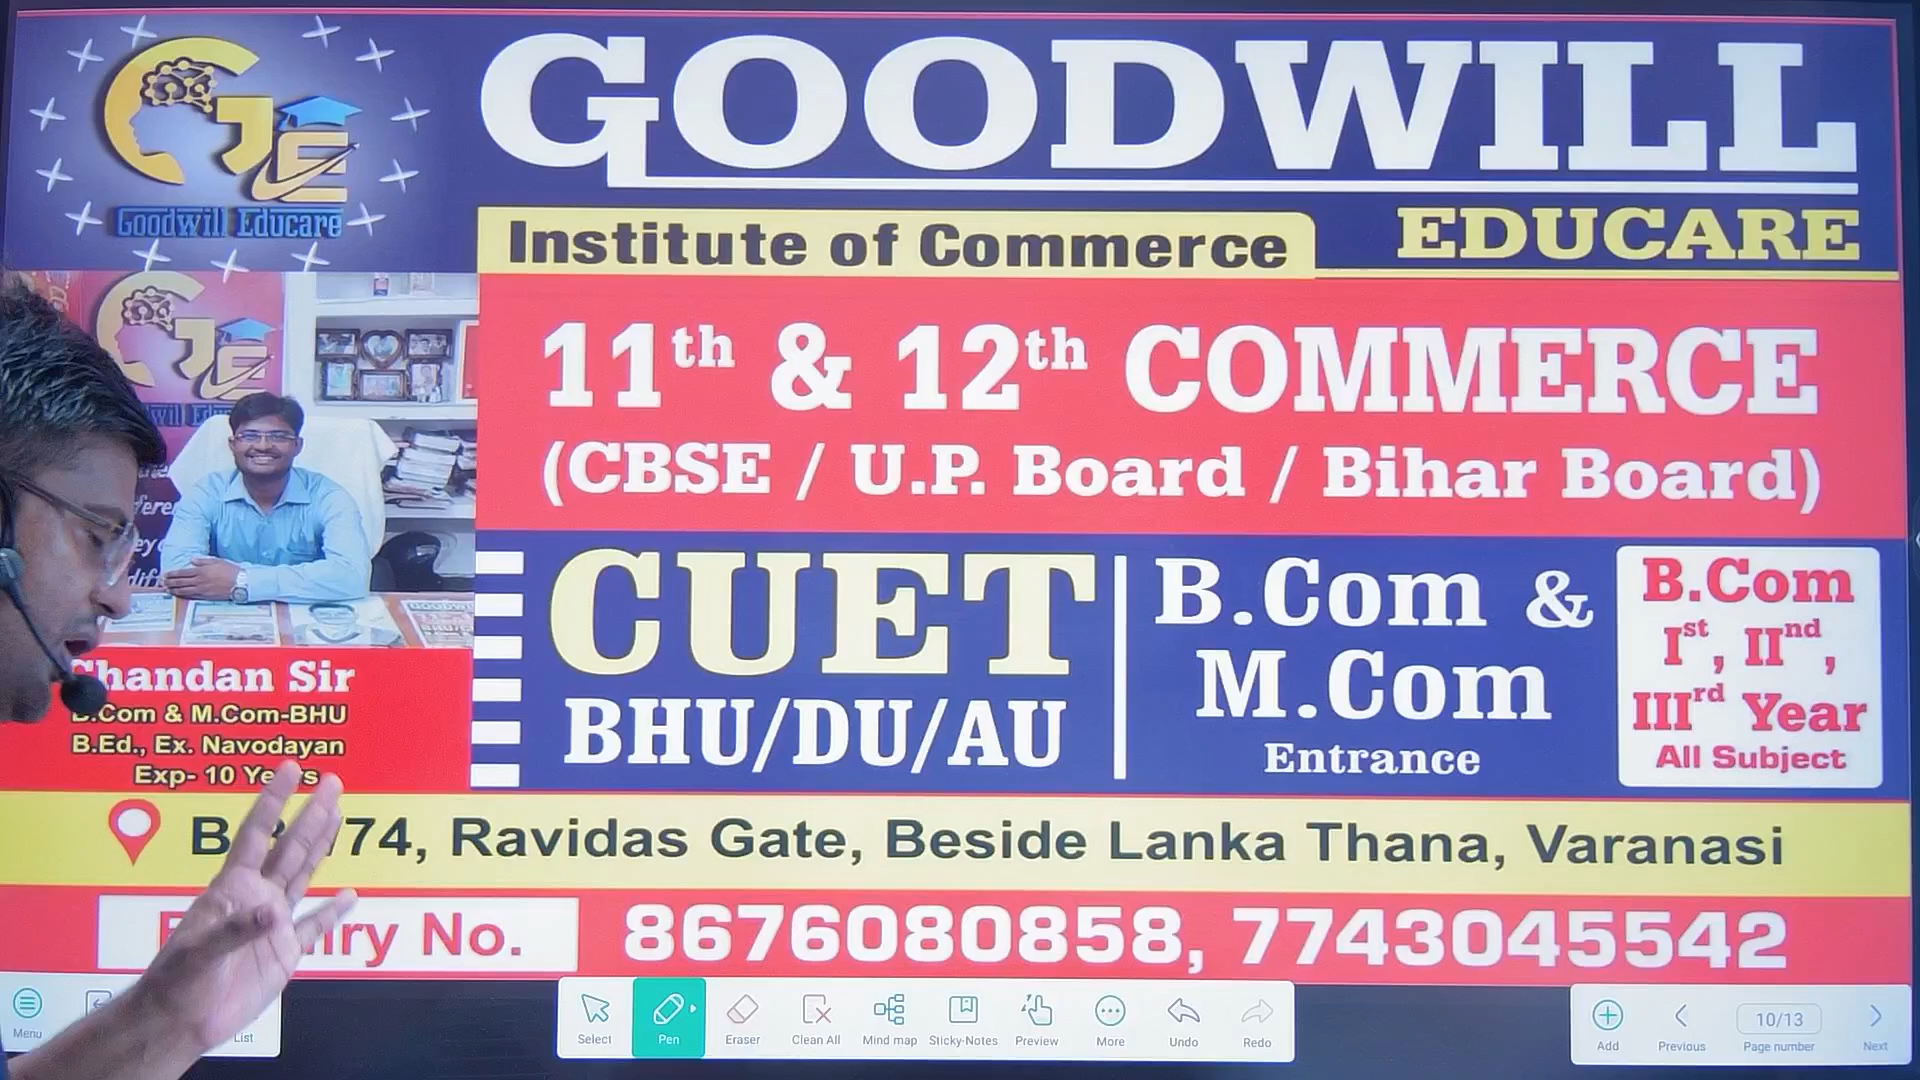 GE
Goodwill Educare
GOODWILL
EDUCARE
Institute of Commerce
11th & 12th COMMERCE
(CBSE / U.P. Board / Bihar Board)
CUET
BHU/DU/AU
B.Com &
M.Com
Entrance
B.Com
Ist, IInd,
IIIrd Year
All Subject
Chandan Sir
B.Com & M.Com-BHU
B.Ed., Ex. Navodayan
Exp- 10 Years
74, Ravidas Gate, Beside Lanka Thana, Varanasi
No. 8676080858, 7743045542
Menu
List
Select
Pen
Eraser
Clean All
Mind map
Sticky-Notes
Preview
More
Undo
Redo
Add
Previous
10/13
Page number
Next